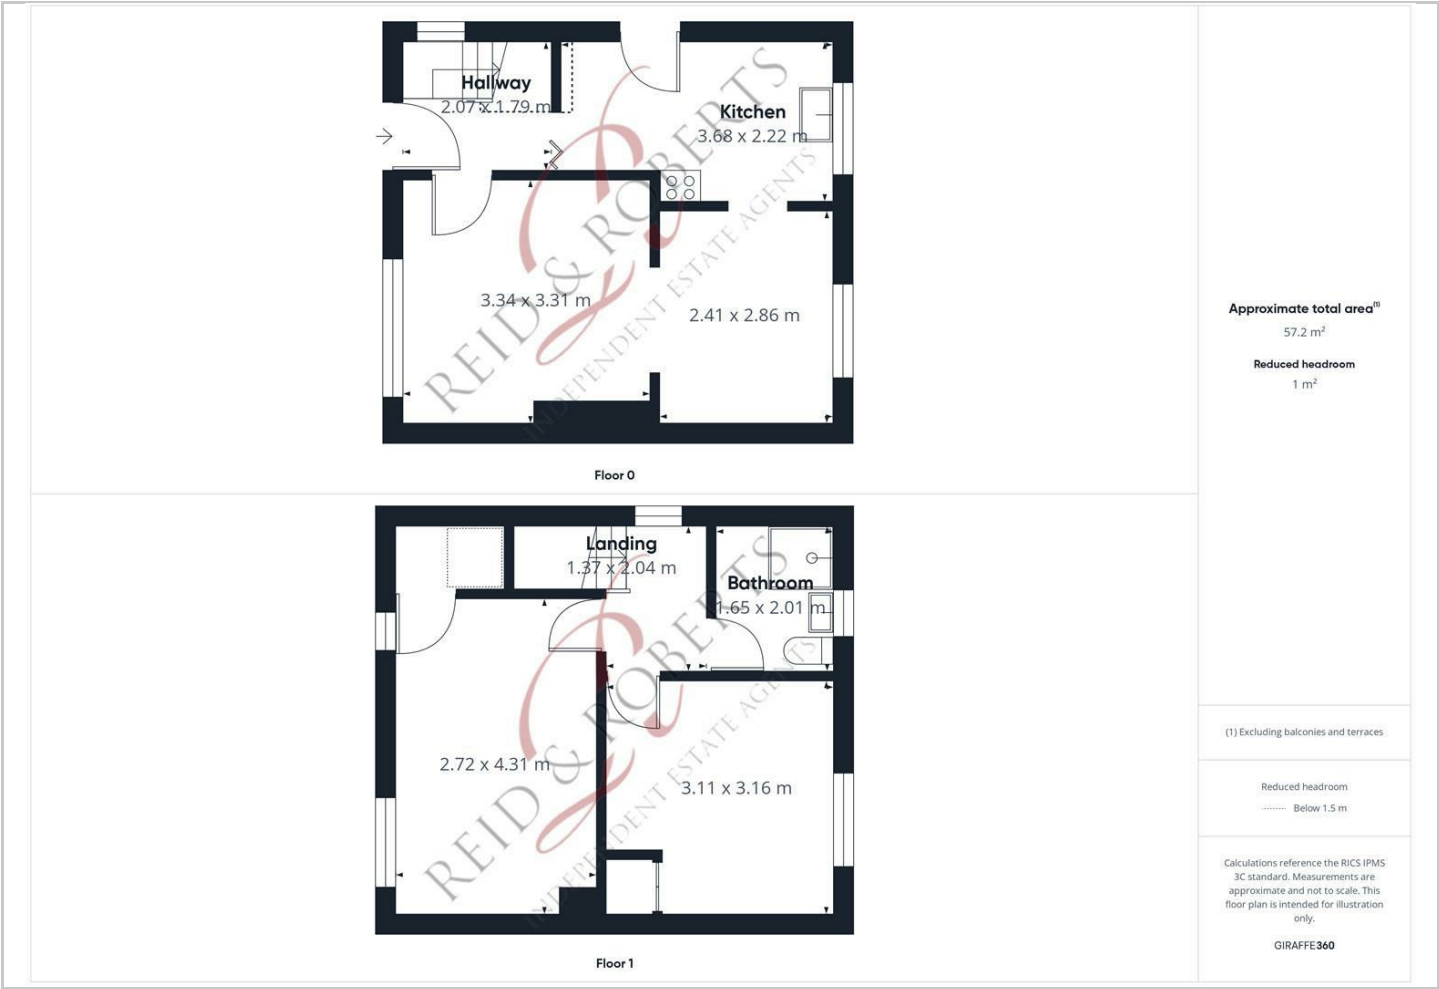 Hallway
2.07 x 1.79 m
Kitchen
3.68 x 2.22 m
3.34 x 3.31 m
2.41 x 2.86 m
REID & ROBERTS
INDEPENDENT ESTATE AGENTS
Floor 0
Landing
1.37 x 2.04 m
Bathroom
1.65 x 2.01 m
2.72 x 4.31 m
3.11 x 3.16 m
REID & ROBERTS
INDEPENDENT ESTATE AGENTS
Floor 1
Approximate total area(1)
57.2 m²
Reduced headroom
1 m²
(1) Excluding balconies and terraces
Reduced headroom
Below 1.5 m
Calculations reference the RICS IPMS
3C standard. Measurements are
approximate and not to scale. This
floor plan is intended for illustration
only.
GIRAFFE360